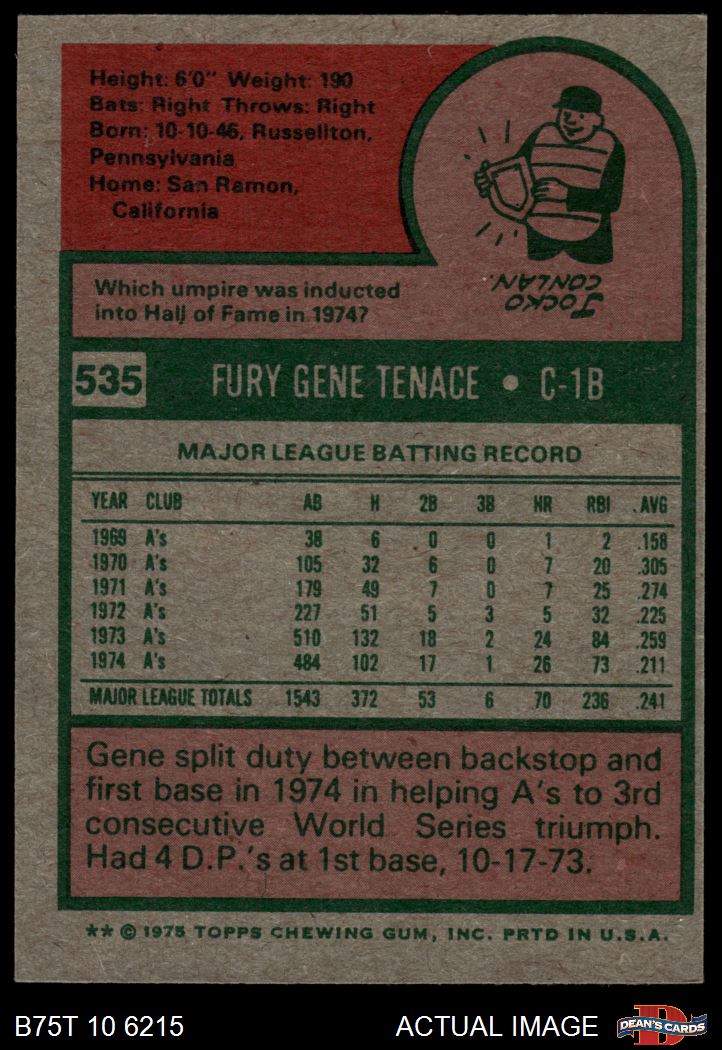 Height: 6'0" Weight: 190
Bats: Right Throws: Right
Born: 10-10-46, Russellton,
Pennsylvania
Home: San Ramon,
California
Which umpire was inducted
into Hall of Fame in 1974?
JOCKO
CONLAN.
535 FURY GENE TENACE • C-1B
MAJOR LEAGUE BATTING RECORD
YEAR CLUB AB H 2B 3B HR RBI AVG
1969 A's 38 6 0 0 1 2 .158
1970 A's 105 32 6 0 7 20 .305
1971 A's 179 49 7 0 7 25 .274
1972 A's 227 51 5 3 5 32 .225
1973 A's 510 132 18 2 24 84 .259
1974 A's 484 102 17 1 26 73 .211
MAJOR LEAGUE TOTALS 1543 372 53 6 70 236 .241
Gene split duty between backstop and
first base in 1974 in helping A's to 3rd
consecutive World Series triumph.
Had 4 D.P.'s at 1st base, 10-17-73.
** © 1975 TOPPS CHEWING GUM, INC. PRTD IN U.S.A.
B75T 10 6215 ACTUAL IMAGE
D
DEAN'S CARDS